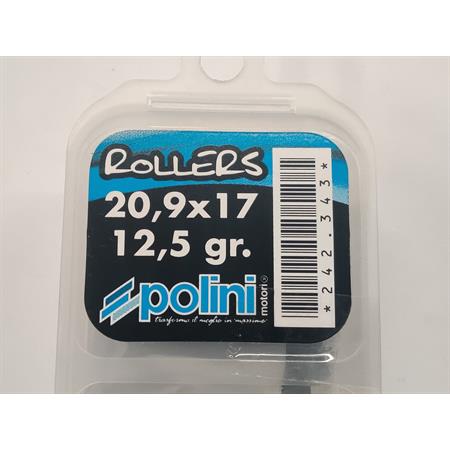 ROLLERS
20,9x17
12,5 gr.
polini
motori®
trasforma il meglio in massimo
*242.343*